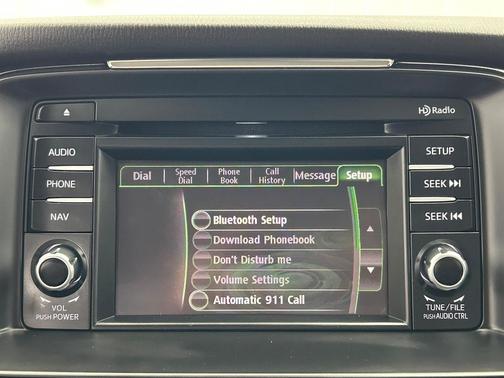 HD Radio
AUDIO
PHONE
NAV
VOL
PUSH POWER
Dial
Speed
Dial
Phone
Book
Call
History
Message
Setup
Bluetooth Setup
Download Phonebook
Don't Disturb me
Volume Settings
Automatic 911 Call
SETUP
SEEK
SEEK
TUNE/FILE
PUSH AUDIO CTRL